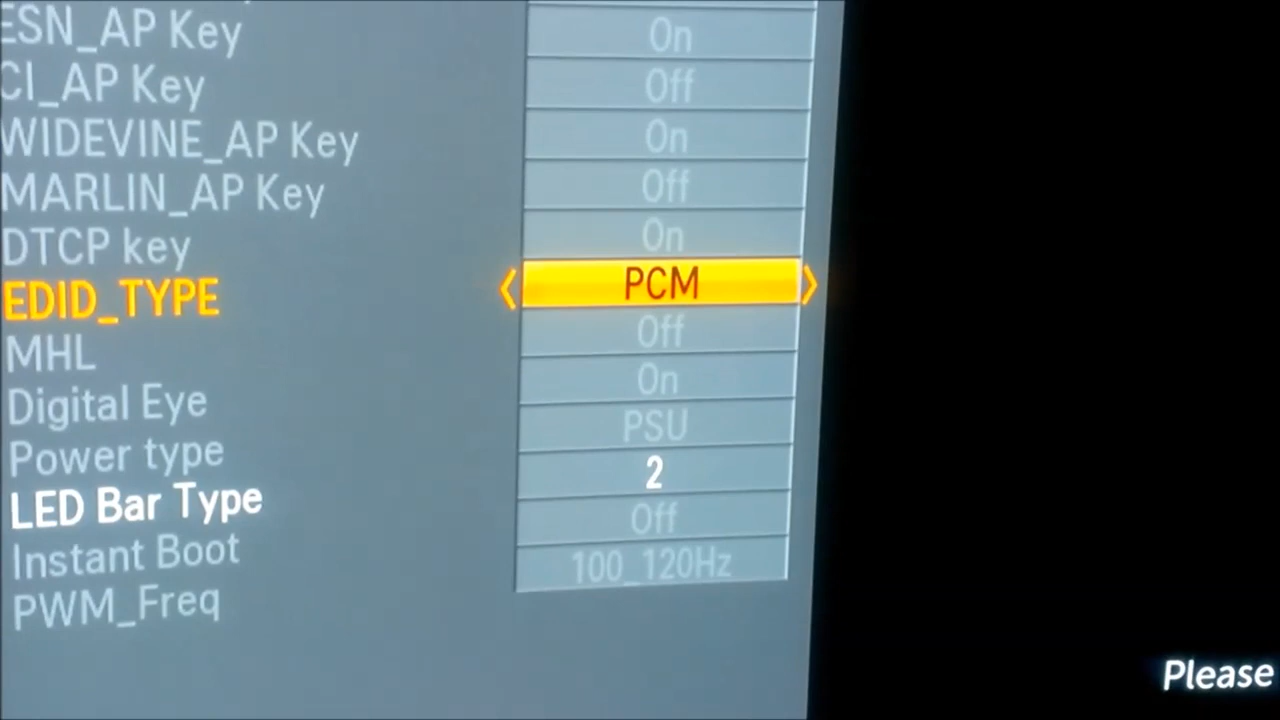 ESN_AP Key On
CI_AP Key Off
WIDEVINE_AP Key On
MARLIN_AP Key Off
DTCP key On
EDID_TYPE < PCM >
MHL Off
Digital Eye On
Power type PSU
LED Bar Type 2
Instant Boot Off
PWM_Freq 100_120Hz
Please